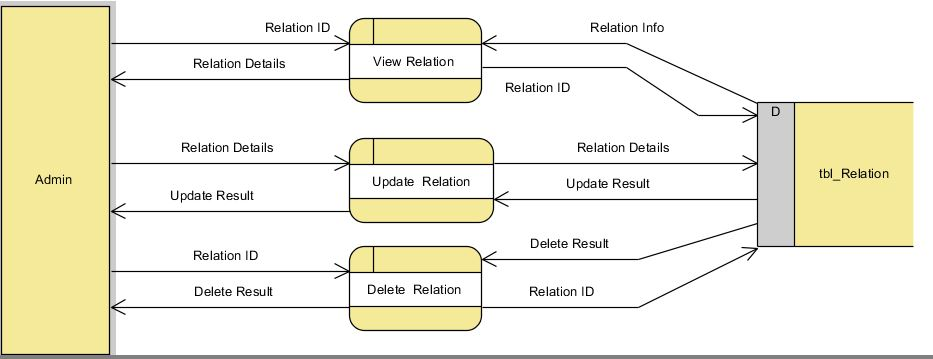 Relation ID
Relation Info
View Relation
Relation Details
Relation ID
D
Relation Details
Relation Details
Admin
Update  Relation
tbl_Relation
Update Result
Update Result
Delete Result
Relation ID
Delete  Relation
Delete Result
Relation ID